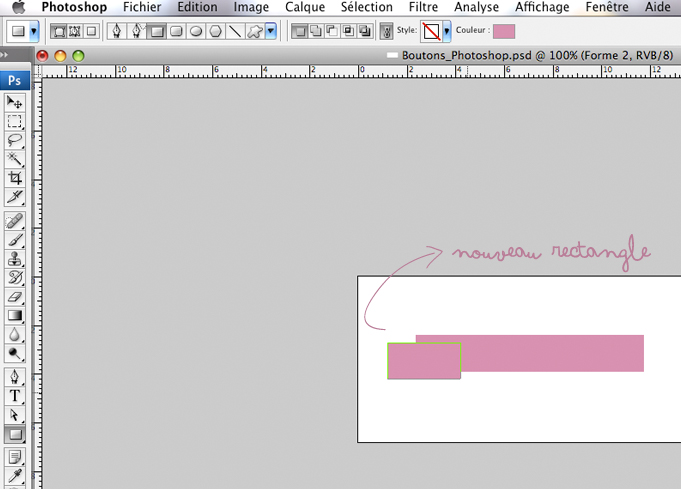 Photoshop Fichier Edition Image Calque Sélection Filtre Analyse Affichage Fenêtre Aide
Style: Couleur :
Boutons_Photoshop.psd @ 100% (Forme 2, RVB/8)
12 10 8 6 4 2 0 2 4 6 8 10 12
Ps
nouveau rectangle
T